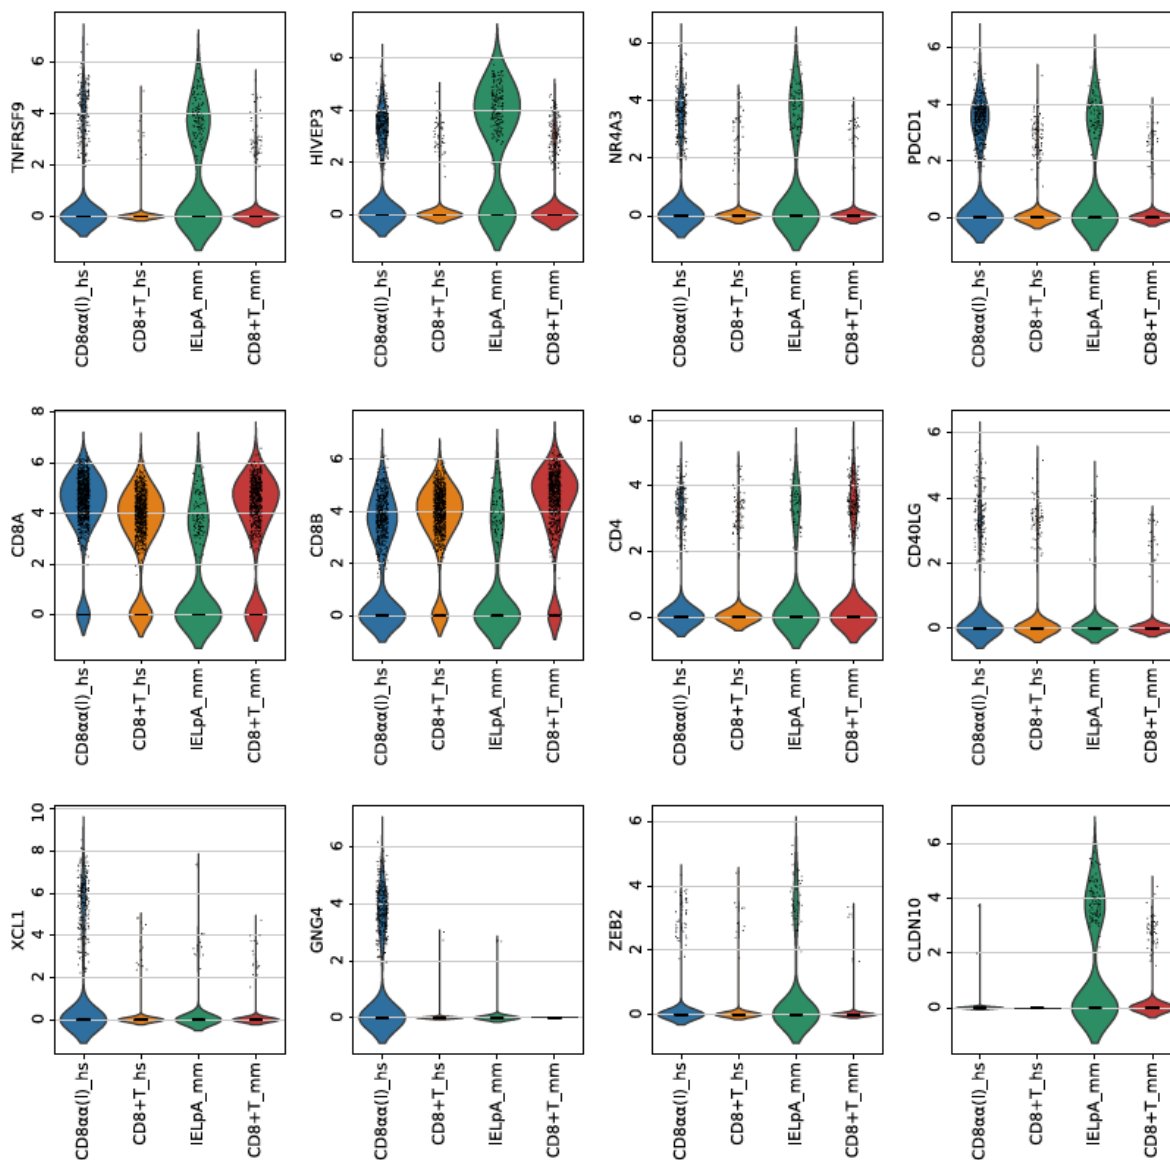 TNFRSF9
0 2 4 6
CD8αα(I)_hs CD8+T_hs IELpA_mm CD8+T_mm
HIVEP3
0 2 4 6
CD8αα(I)_hs CD8+T_hs IELpA_mm CD8+T_mm
NR4A3
0 2 4 6
CD8αα(I)_hs CD8+T_hs IELpA_mm CD8+T_mm
PDCD1
0 2 4 6
CD8αα(I)_hs CD8+T_hs IELpA_mm CD8+T_mm
CD8A
0 2 4 6 8
CD8αα(I)_hs CD8+T_hs IELpA_mm CD8+T_mm
CD8B
0 2 4 6
CD8αα(I)_hs CD8+T_hs IELpA_mm CD8+T_mm
CD4
0 2 4 6
CD8αα(I)_hs CD8+T_hs IELpA_mm CD8+T_mm
CD40LG
0 2 4 6
CD8αα(I)_hs CD8+T_hs IELpA_mm CD8+T_mm
XCL1
0 2 4 6 8 10
CD8αα(I)_hs CD8+T_hs IELpA_mm CD8+T_mm
GNG4
0 2 4 6
CD8αα(I)_hs CD8+T_hs IELpA_mm CD8+T_mm
ZEB2
0 2 4 6
CD8αα(I)_hs CD8+T_hs IELpA_mm CD8+T_mm
CLDN10
0 2 4 6
CD8αα(I)_hs CD8+T_hs IELpA_mm CD8+T_mm